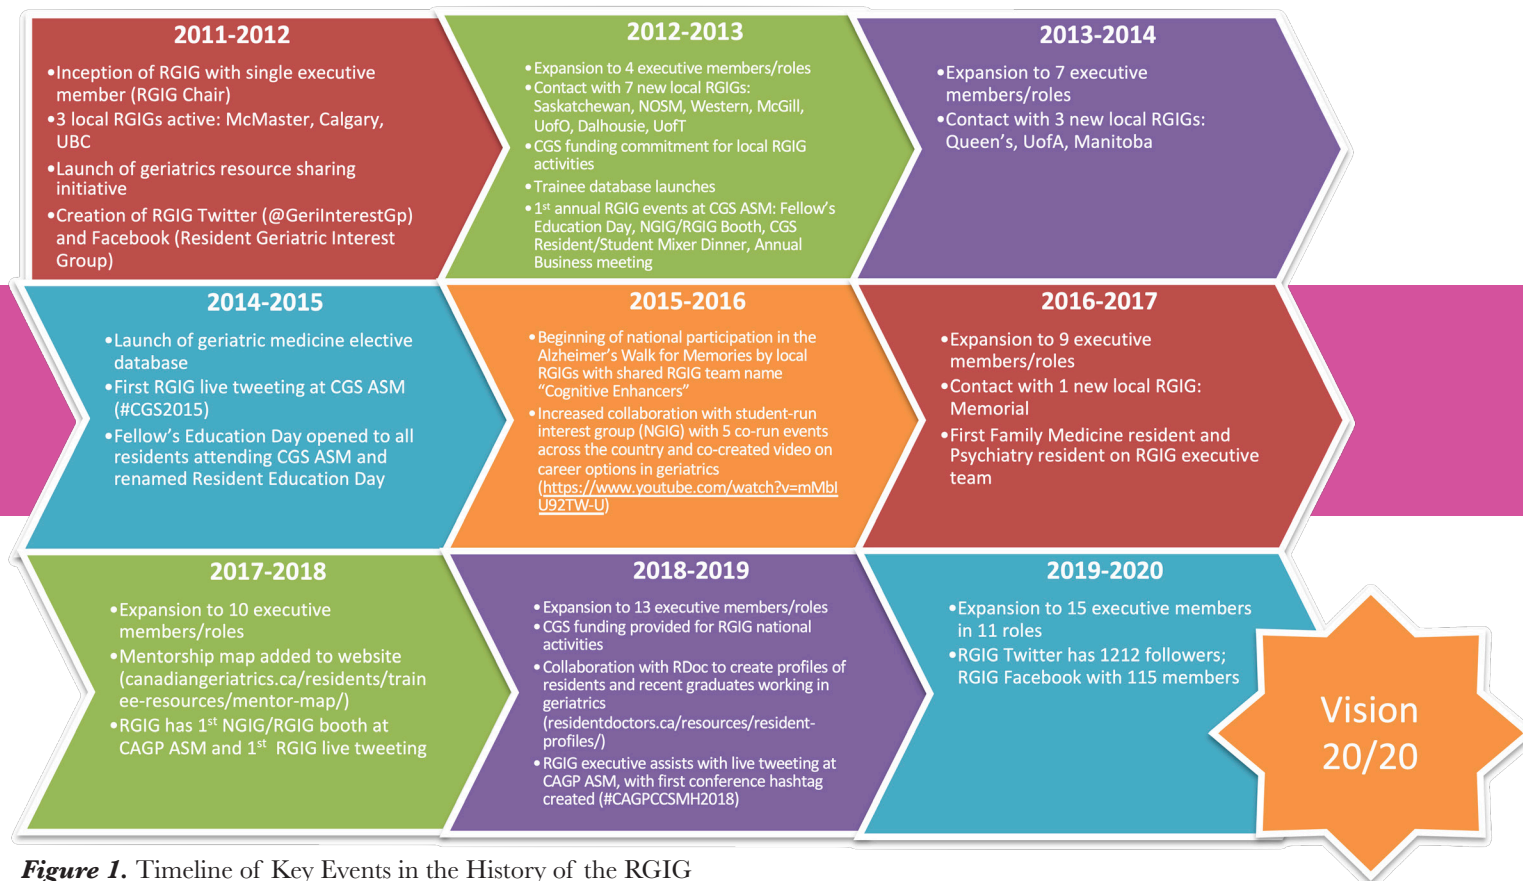 2011-2012
•Inception of RGIG with single executive
member (RGIG Chair)
•3 local RGIGs active: McMaster, Calgary,
UBC
•Launch of geriatrics resource sharing
initiative
•Creation of RGIG Twitter (@GeriInterestGp)
and Facebook (Resident Geriatric Interest
Group)
2012-2013
•Expansion to 4 executive members/roles
•Contact with 7 new local RGIGs:
Saskatchewan, NOSM, Western, McGill,
UofO, Dalhousie, UofT
•CGS funding commitment for local RGIG
activities
•Trainee database launches
•1st annual RGIG events at CGS ASM: Fellow's
Education Day, NGIG/RGIG Booth, CGS
Resident/Student Mixer Dinner, Annual
Business meeting
2013-2014
•Expansion to 7 executive
members/roles
•Contact with 3 new local RGIGs:
Queen's, UofA, Manitoba
2014-2015
•Launch of geriatric medicine elective
database
•First RGIG live tweeting at CGS ASM
(#CGS2015)
•Fellow's Education Day opened to all
residents attending CGS ASM and
renamed Resident Education Day
2015-2016
•Beginning of national participation in the
Alzheimer's Walk for Memories by local
RGIGs with shared RGIG team name
“Cognitive Enhancers”
•Increased collaboration with student-run
interest group (NGIG) with 5 co-run events
across the country and co-created video on
career options in geriatrics
(https://www.youtube.com/watch?v=mMbI
U92TW-U)
2016-2017
•Expansion to 9 executive
members/roles
•Contact with 1 new local RGIG:
Memorial
•First Family Medicine resident and
Psychiatry resident on RGIG executive
team
2017-2018
•Expansion to 10 executive
members/roles
•Mentorship map added to website
(canadiangeriatrics.ca/residents/train
ee-resources/mentor-map/)
•RGIG has 1st NGIG/RGIG booth at
CAGP ASM and 1st RGIG live tweeting
2018-2019
•Expansion to 13 executive members/roles
•CGS funding provided for RGIG national
activities
•Collaboration with RDoc to create profiles of
residents and recent graduates working in
geriatrics
(residentdoctors.ca/resources/resident-
profiles/)
•RGIG executive assists with live tweeting at
CAGP ASM, with first conference hashtag
created (#CAGPCCSMH2018)
2019-2020
•Expansion to 15 executive members
in 11 roles
•RGIG Twitter has 1212 followers;
RGIG Facebook with 115 members
Vision
20/20
Figure 1. Timeline of Key Events in the History of the RGIG